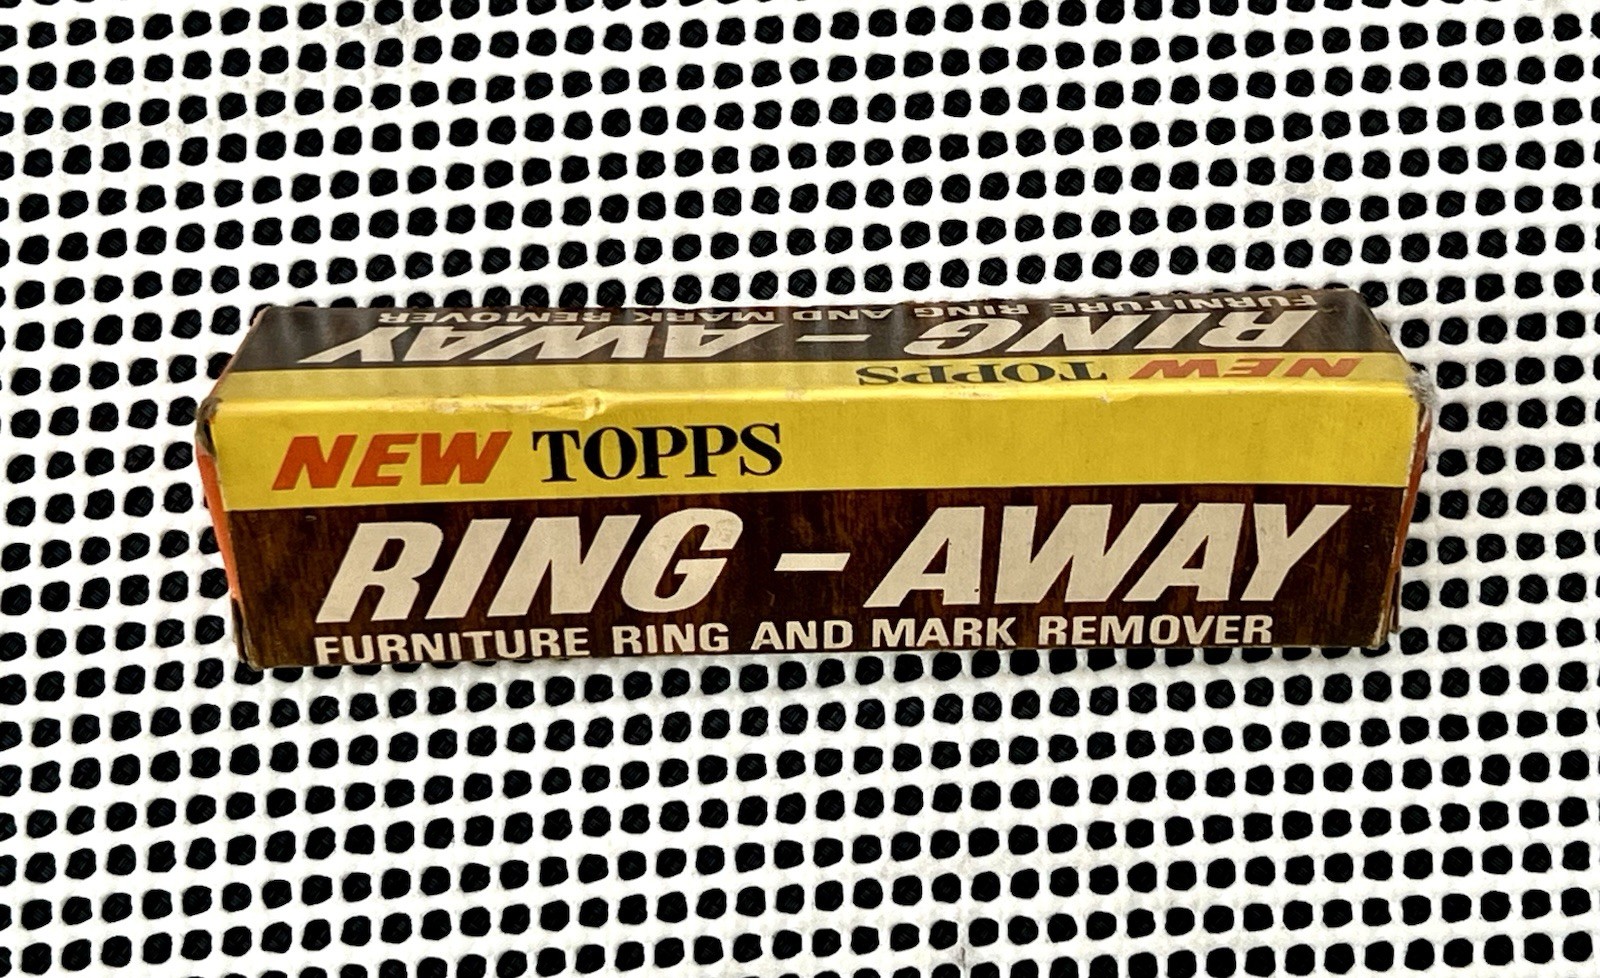 FURNITURE RING AND MARK REMOVER
RING - AWAY
NEW TOPPS
NEW TOPPS
RING - AWAY
FURNITURE RING AND MARK REMOVER